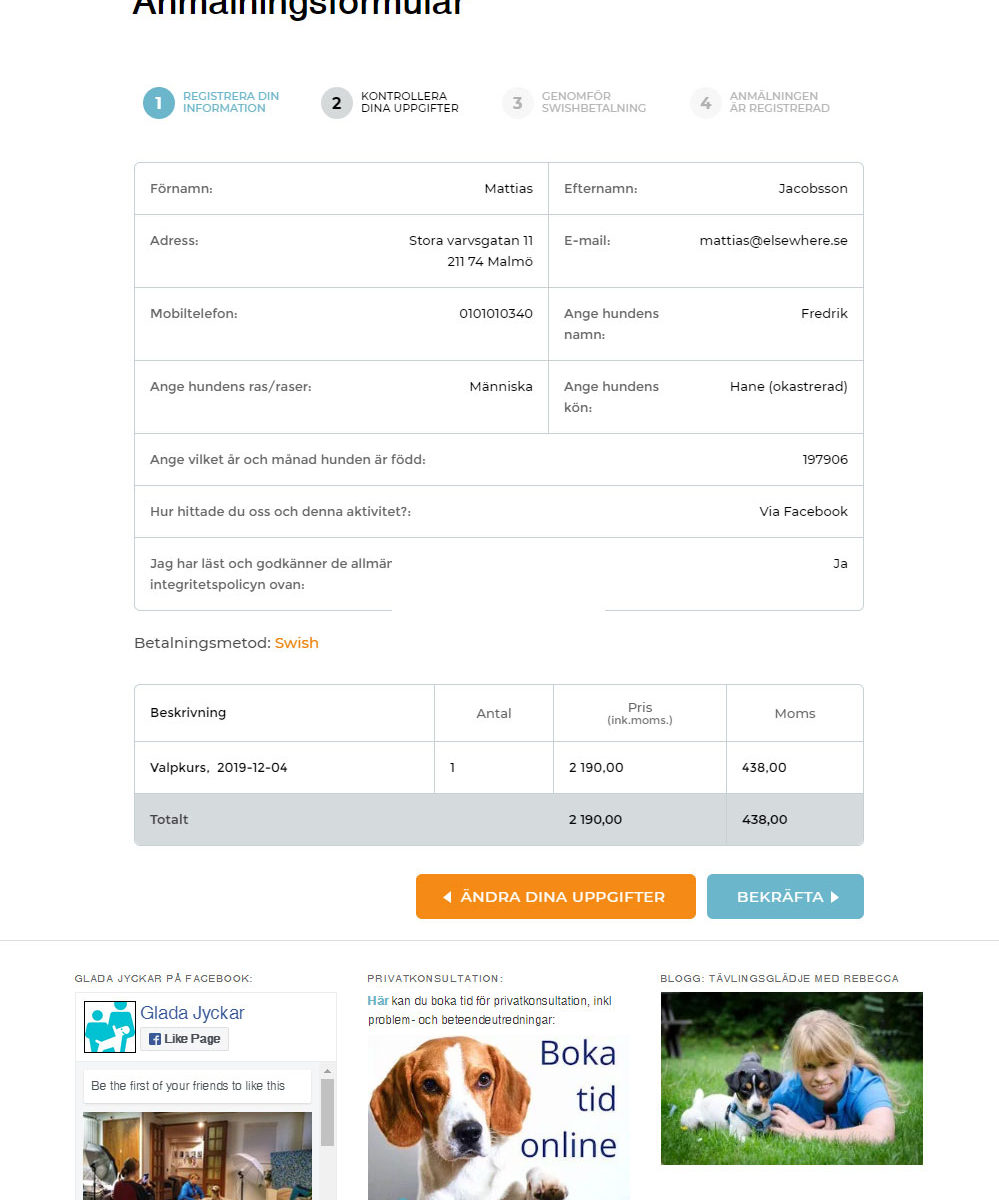 Anmälningsformulär
1
REGISTRERA DIN
INFORMATION
2
KONTROLLERA
DINA UPPGIFTER
3
GENOMFÖR
SWISHBETALNING
4
ANMÄLNINGEN
ÄR REGISTRERAD
Förnamn: Mattias
Efternamn: Jacobsson
Adress: Stora varvsgatan 11
211 74 Malmö
E-mail: mattias@elsewhere.se
Mobiltelefon: 0101010340
Ange hundens Fredrik
namn:
Ange hundens ras/raser: Människa
Ange hundens Hane (okastrerad)
kön:
Ange vilket år och månad hunden är född: 197906
Hur hittade du oss och denna aktivitet?: Via Facebook
Jag har läst och godkänner de allmär Ja
integritetspolicyn ovan:
Betalningsmetod: Swish
Beskrivning Antal Pris Moms
(ink.moms.)
Valpkurs, 2019-12-04 1 2 190,00 438,00
Totalt 2 190,00 438,00
ÄNDRA DINA UPPGIFTER
BEKRÄFTA
GLADA JYCKAR PÅ FACEBOOK:
Glada Jyckar
Like Page
Be the first of your friends to like this
PRIVATKONSULTATION:
Här kan du boka tid för privatkonsultation, inkl
problem- och beteendeutredningar:
Boka
tid
online
BLOGG: TÄVLINGSGLÄDJE MED REBECCA